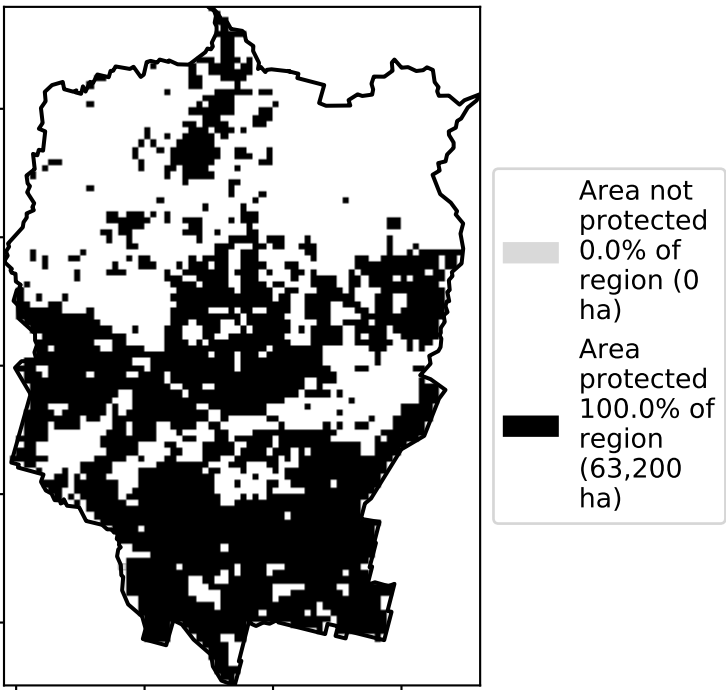 Area not
protected
0.0% of
region (0
ha)
Area
protected
100.0% of
region
(63,200
ha)